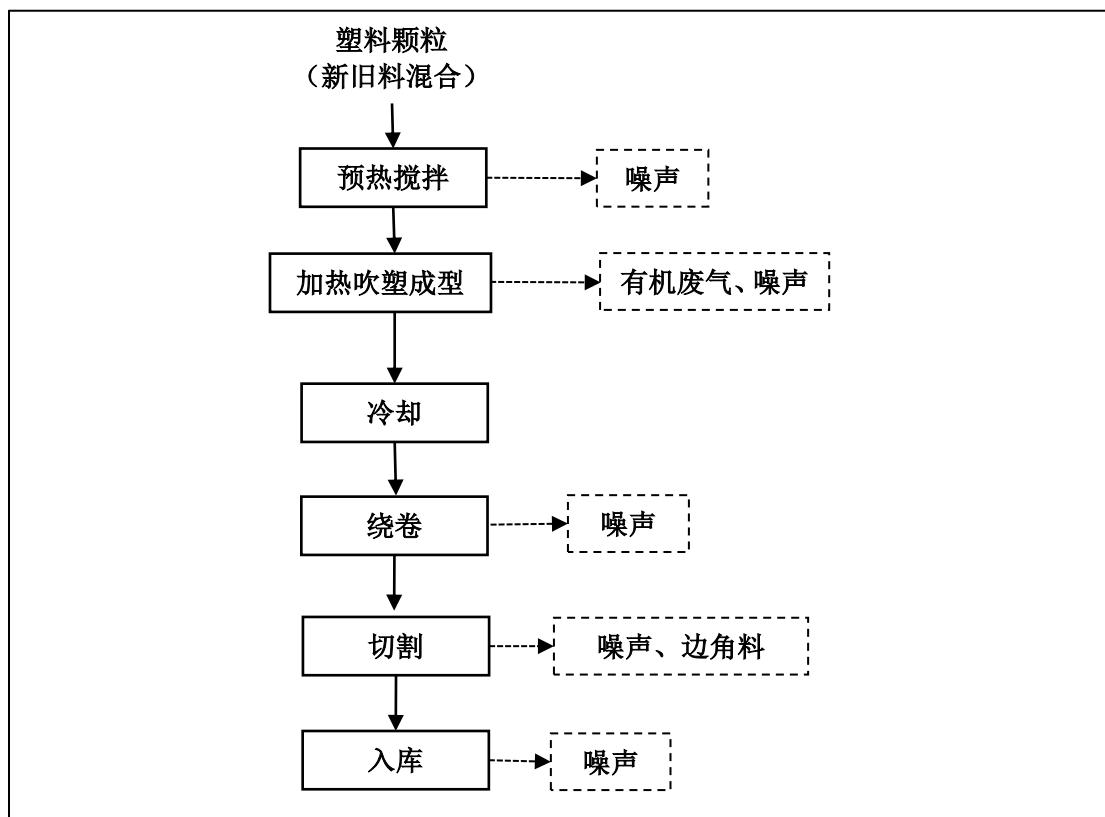 塑料颗粒
（新旧料混合）
预热搅拌
噪声
加热吹塑成型
有机废气、噪声
冷却
绕卷
噪声
切割
噪声、边角料
入库
噪声